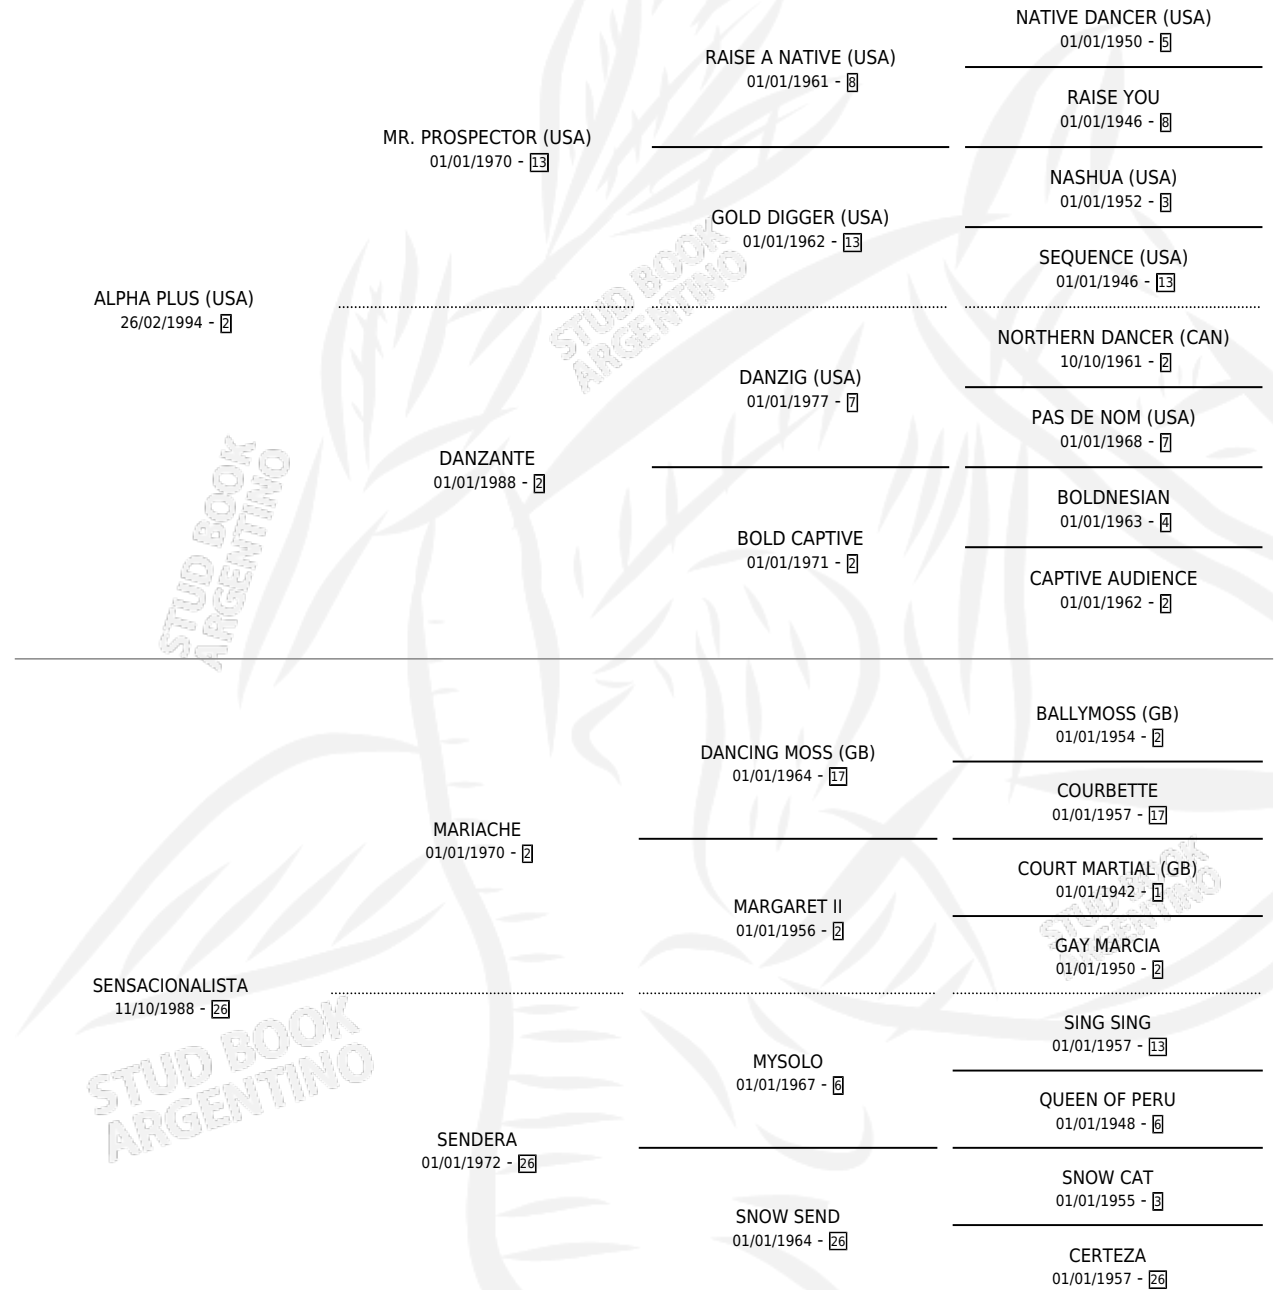 NATIVE DANCER (USA)
01/01/1950 - 5
RAISE A NATIVE (USA)
01/01/1961 - 8
RAISE YOU
01/01/1946 - 8
MR. PROSPECTOR (USA)
01/01/1970 - 13
NASHUA (USA)
01/01/1952 - 3
GOLD DIGGER (USA)
01/01/1962 - 13
SEQUENCE (USA)
01/01/1946 - 13
ALPHA PLUS (USA)
26/02/1994 - 2
STUD BOOK
ARGENTINO
NORTHERN DANCER (CAN)
10/10/1961 - 2
DANZIG (USA)
01/01/1977 - 7
PAS DE NOM (USA)
01/01/1968 - 7
DANZANTE
01/01/1988 - 2
STUD BOOK
ARGENTINO
BOLDNESIAN
01/01/1963 - 4
BOLD CAPTIVE
01/01/1971 - 2
CAPTIVE AUDIENCE
01/01/1962 - 2
BALLYMOSS (GB)
01/01/1954 - 2
DANCING MOSS (GB)
01/01/1964 - 17
COURBETTE
01/01/1957 - 17
MARIACHE
01/01/1970 - 2
COURT MARTIAL (GB)
01/01/1942 - 1
STUD BOOK
ARGENTINO
MARGARET II
01/01/1956 - 2
GAY MARCIA
01/01/1950 - 2
SENSACIONALISTA
11/10/1988 - 26
STUD BOOK
ARGENTINO
SING SING
01/01/1957 - 13
MYSOLO
01/01/1967 - 6
QUEEN OF PERU
01/01/1948 - 6
SENDERA
01/01/1972 - 26
SNOW CAT
01/01/1955 - 3
SNOW SEND
01/01/1964 - 26
CERTEZA
01/01/1957 - 26